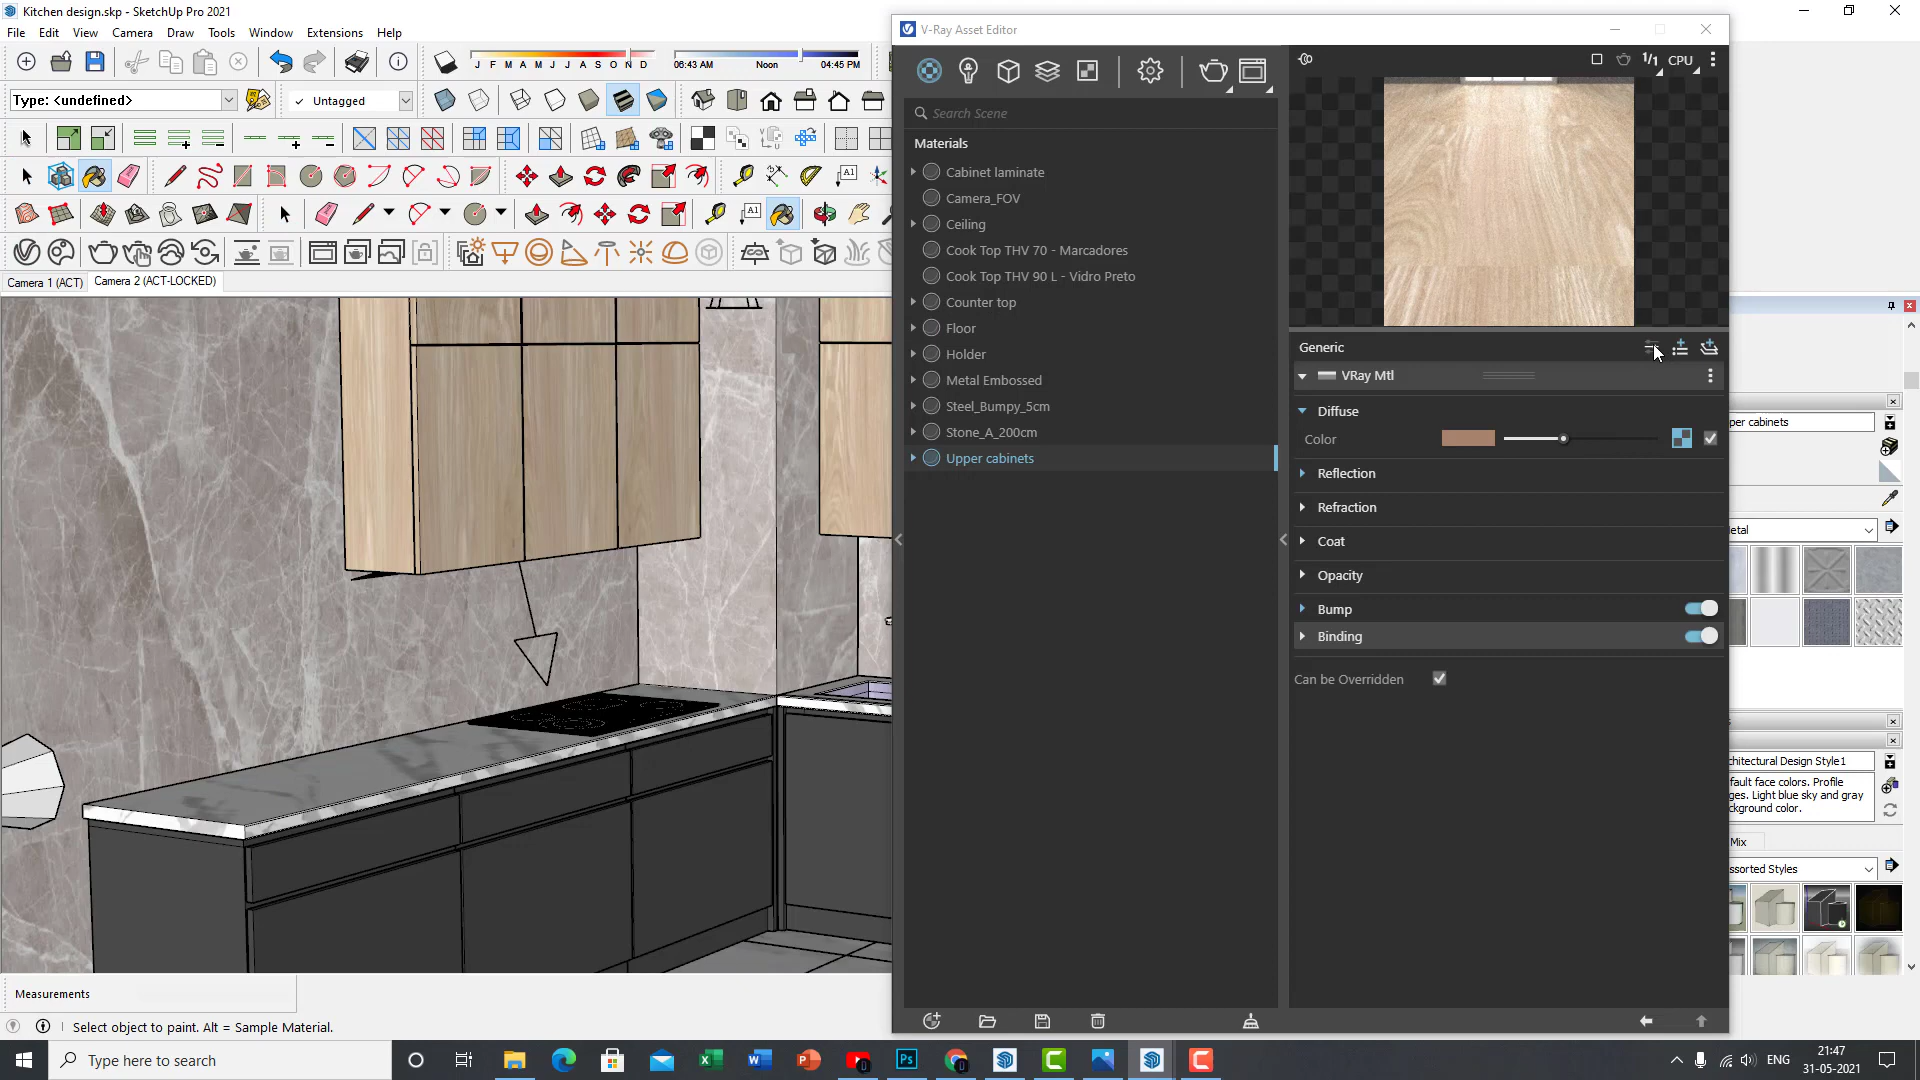 Kitchen design.skp - SketchUp Pro 2021
File Edit View Camera Draw Tools Window Extensions Help
J F M A M J J A S O N D
06:43 AM Noon 04:45 PM
Type: <undefined>
Untagged
A1
A1
Camera 1 (ACT)
Camera 2 (ACT-LOCKED)
V-Ray Asset Editor
Search Scene
Materials
Cabinet laminate
Camera_FOV
Ceiling
Cook Top THV 70 - Marcadores
Cook Top THV 90 L - Vidro Preto
Counter top
Floor
Holder
Metal Embossed
Steel_Bumpy_5cm
Stone_A_200cm
Upper cabinets
1/1
CPU
Generic
VRay Mtl
Diffuse
Color
Reflection
Refraction
Coat
Opacity
Bump
Binding
Can be Overridden
per cabinets
etal
chitectural Design Style1
fault face colors. Profile
ges. Light blue sky and gray
ckground color.
Mix
ssorted Styles
Measurements
Select object to paint. Alt = Sample Material.
Type here to search
Ps
ENG
21:47
31-05-2021